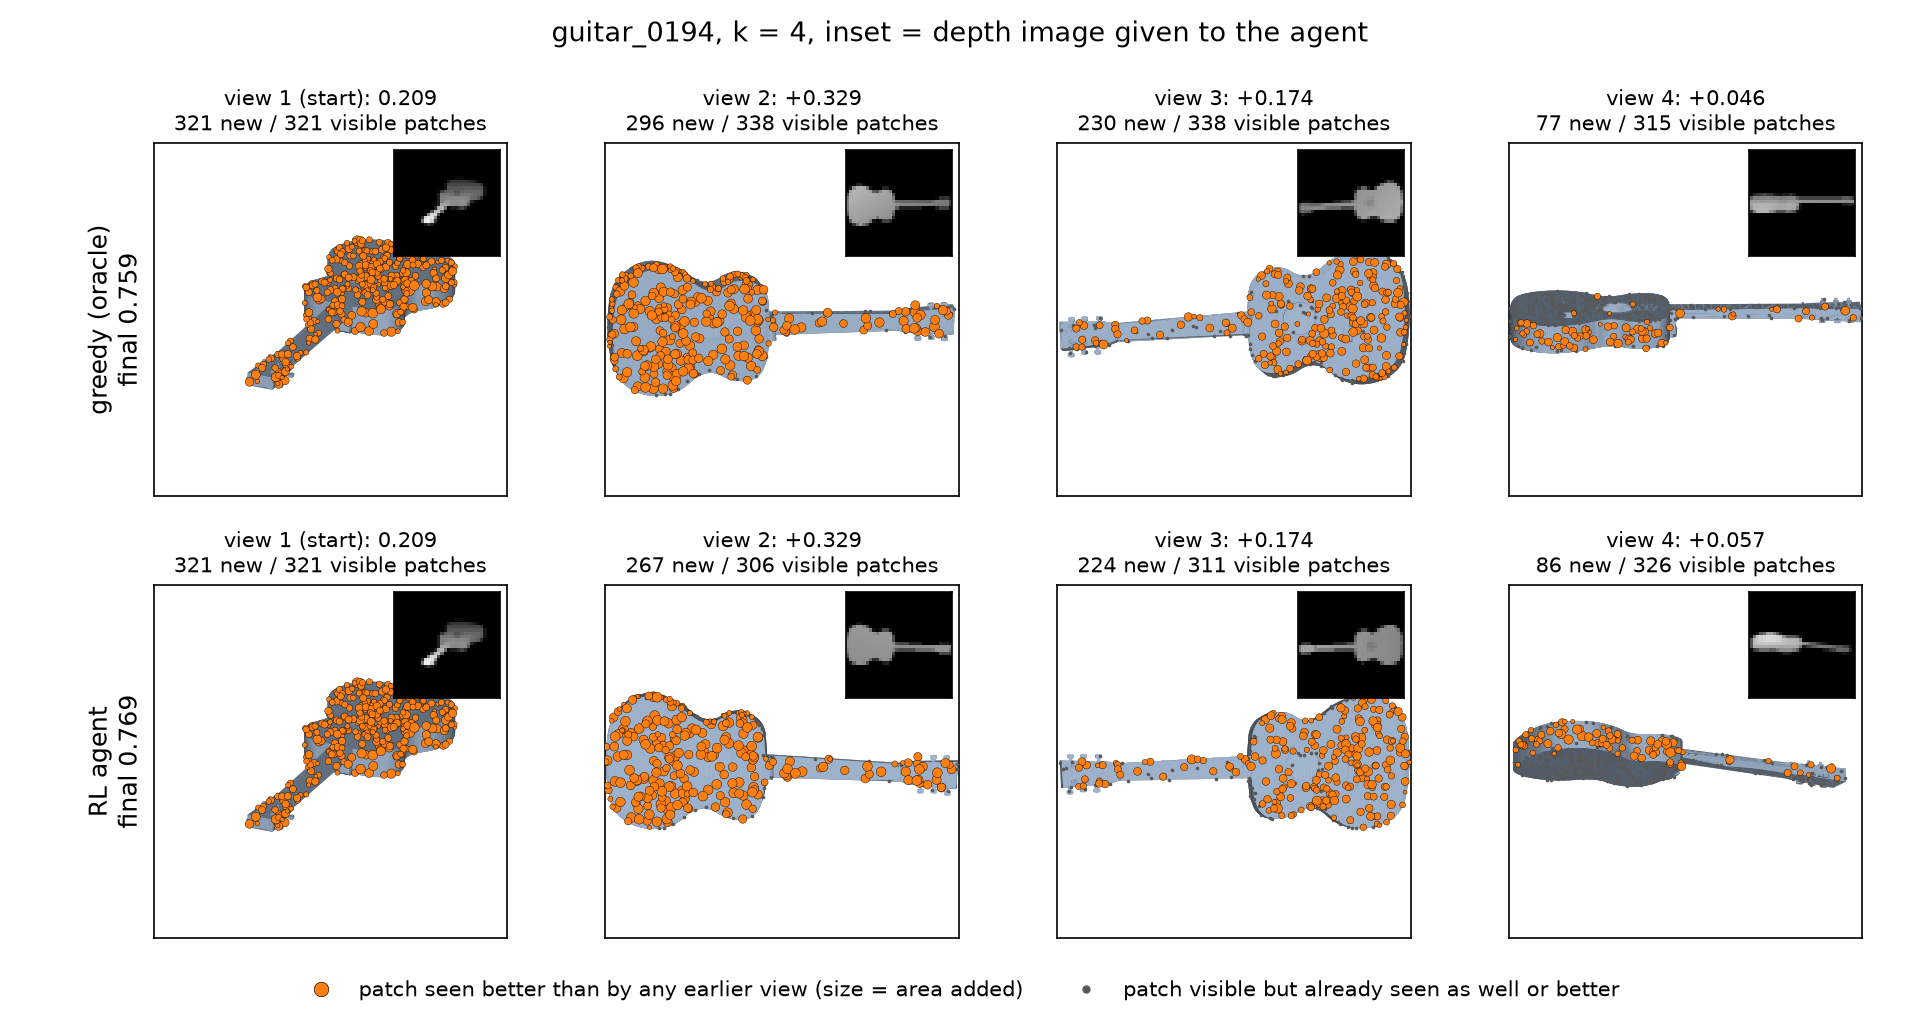 guitar_0194, k = 4, inset = depth image given to the agent
view 1 (start): 0.209
321 new / 321 visible patches
view 2: +0.329
296 new / 338 visible patches
view 3: +0.174
230 new / 338 visible patches
view 4: +0.046
77 new / 315 visible patches
greedy (oracle)
final 0.759
view 1 (start): 0.209
321 new / 321 visible patches
view 2: +0.329
267 new / 306 visible patches
view 3: +0.174
224 new / 311 visible patches
view 4: +0.057
86 new / 326 visible patches
RL agent
final 0.769
patch seen better than by any earlier view (size = area added)
patch visible but already seen as well or better